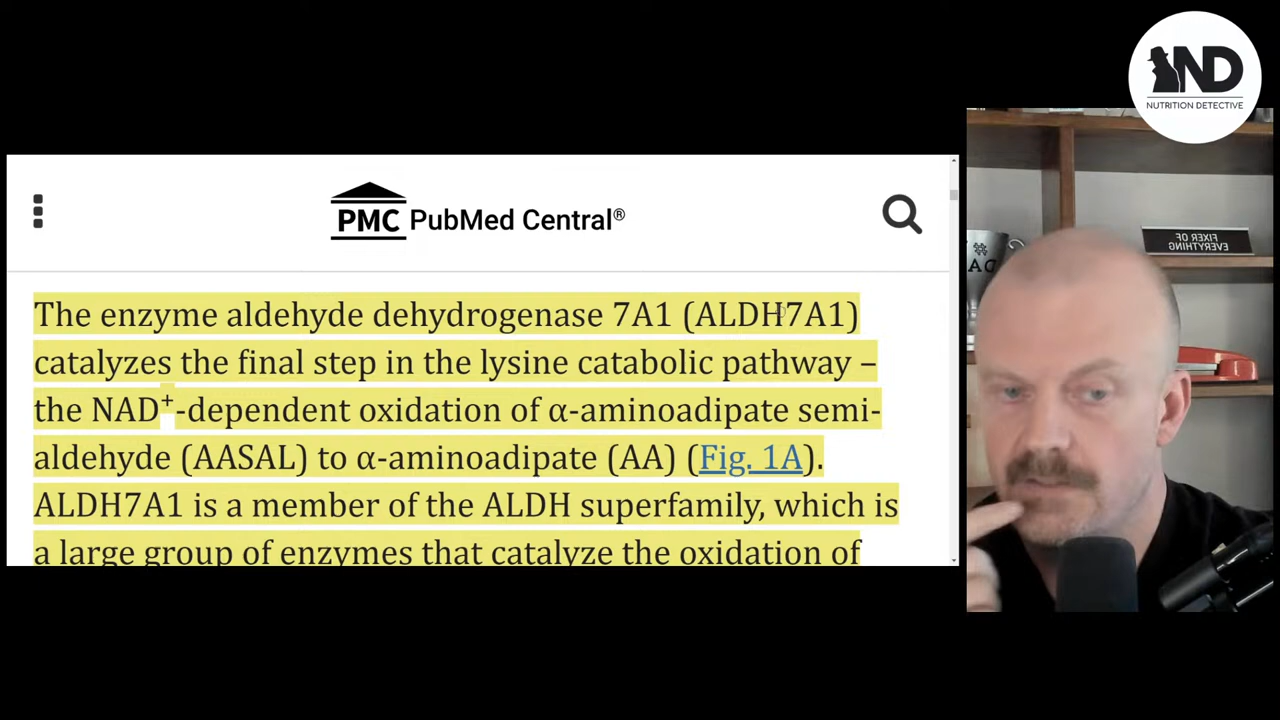 ND
NUTRITION DETECTIVE
PMC PubMed Central®
FIXER OF
EVERYTHING
The enzyme aldehyde dehydrogenase 7A1 (ALDH7A1)
catalyzes the final step in the lysine catabolic pathway –
the NAD⁺-dependent oxidation of α-aminoadipate semi-
aldehyde (AASAL) to α-aminoadipate (AA) (Fig. 1A).
ALDH7A1 is a member of the ALDH superfamily, which is
a large group of enzymes that catalyze the oxidation of